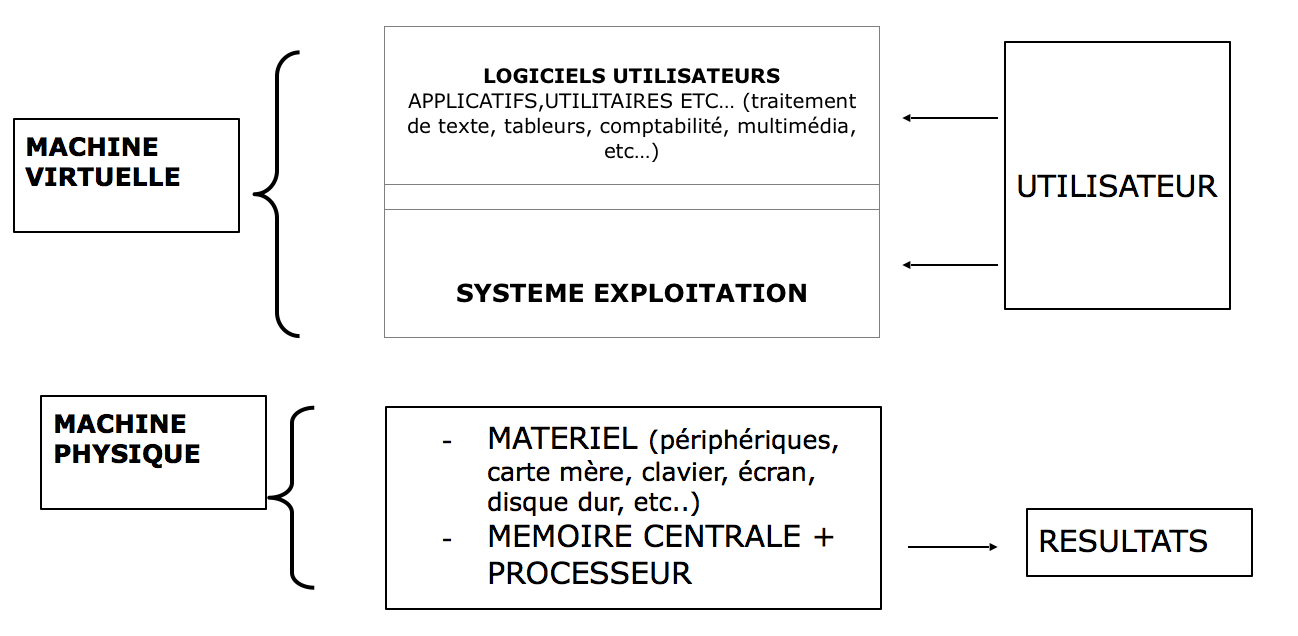 LOGICIELS UTILISATEURS
APPLICATIFS,UTILITAIRES ETC... (traitement
de texte, tableurs, comptabilité, multimédia,
etc...)
MACHINE
VIRTUELLE
UTILISATEUR
SYSTEME EXPLOITATION
MACHINE
PHYSIQUE
- MATERIEL (périphériques,
carte mère, clavier, écran,
disque dur, etc..)
- MEMOIRE CENTRALE +
PROCESSEUR
RESULTATS